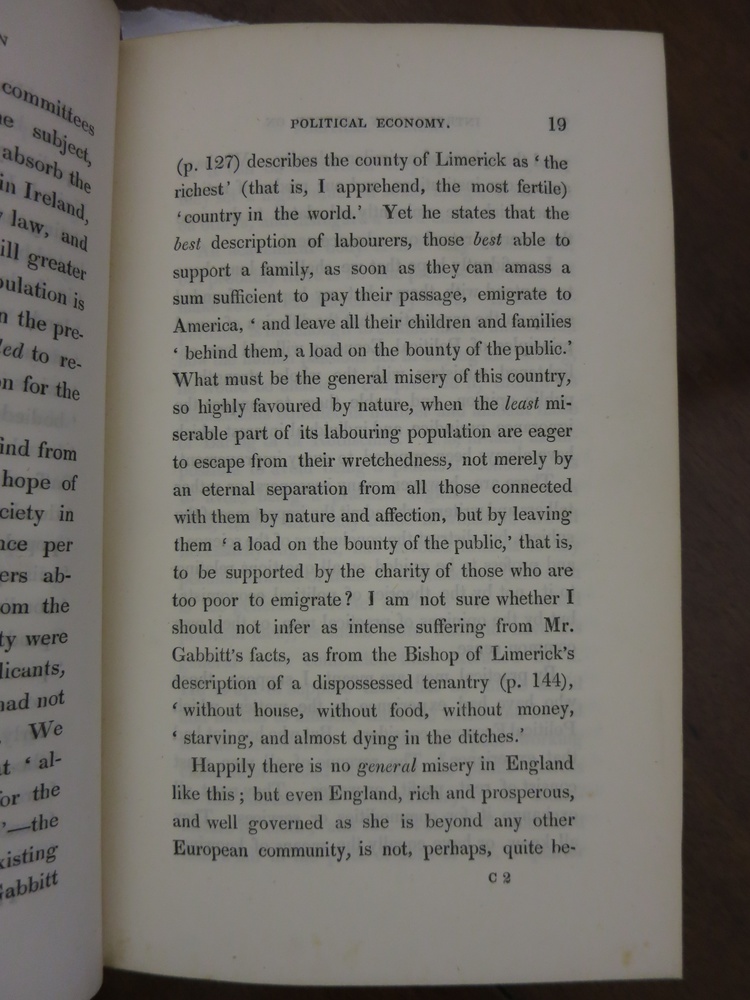 N
committees
e subject,
absorb the
in Ireland,
law, and
ill greater
pulation is
n the pre-
led to re-
on for the
ind from
hope of
ciety in
nce per
ers ab-
om the
ty were
licants,
had not
We
t ‘ al-
for the
’—the
xisting
Gabbitt
POLITICAL ECONOMY. 19
(p. 127) describes the county of Limerick as ‘ the
richest’ (that is, I apprehend, the most fertile)
‘ country in the world.’ Yet he states that the
best description of labourers, those best able to
support a family, as soon as they can amass a
sum sufficient to pay their passage, emigrate to
America, ‘ and leave all their children and families
‘ behind them, a load on the bounty of the public.’
What must be the general misery of this country,
so highly favoured by nature, when the least mi-
serable part of its labouring population are eager
to escape from their wretchedness, not merely by
an eternal separation from all those connected
with them by nature and affection, but by leaving
them ‘ a load on the bounty of the public,’ that is,
to be supported by the charity of those who are
too poor to emigrate? I am not sure whether I
should not infer as intense suffering from Mr.
Gabbitt’s facts, as from the Bishop of Limerick’s
description of a dispossessed tenantry (p. 144),
‘ without house, without food, without money,
‘ starving, and almost dying in the ditches.’
Happily there is no general misery in England
like this; but even England, rich and prosperous,
and well governed as she is beyond any other
European community, is not, perhaps, quite be-
C 2